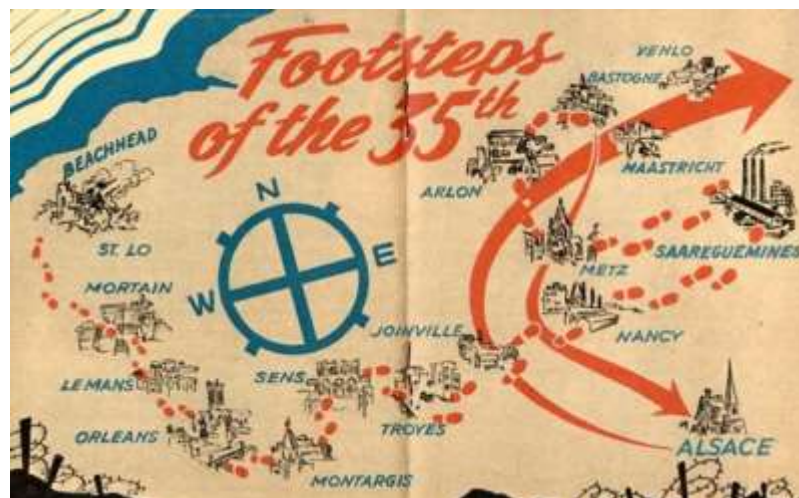 Footsteps
of the 35th
BEACHHEAD
ST. LO
MORTAIN
LE MANS
ORLEANS
MONTARGIS
SENS
TROYES
JOINVILLE
N
E
W
VENLO
BASTOGNE
ARLON
MAASTRICHT
METZ
SAAREGUEMINES
NANCY
ALSACE